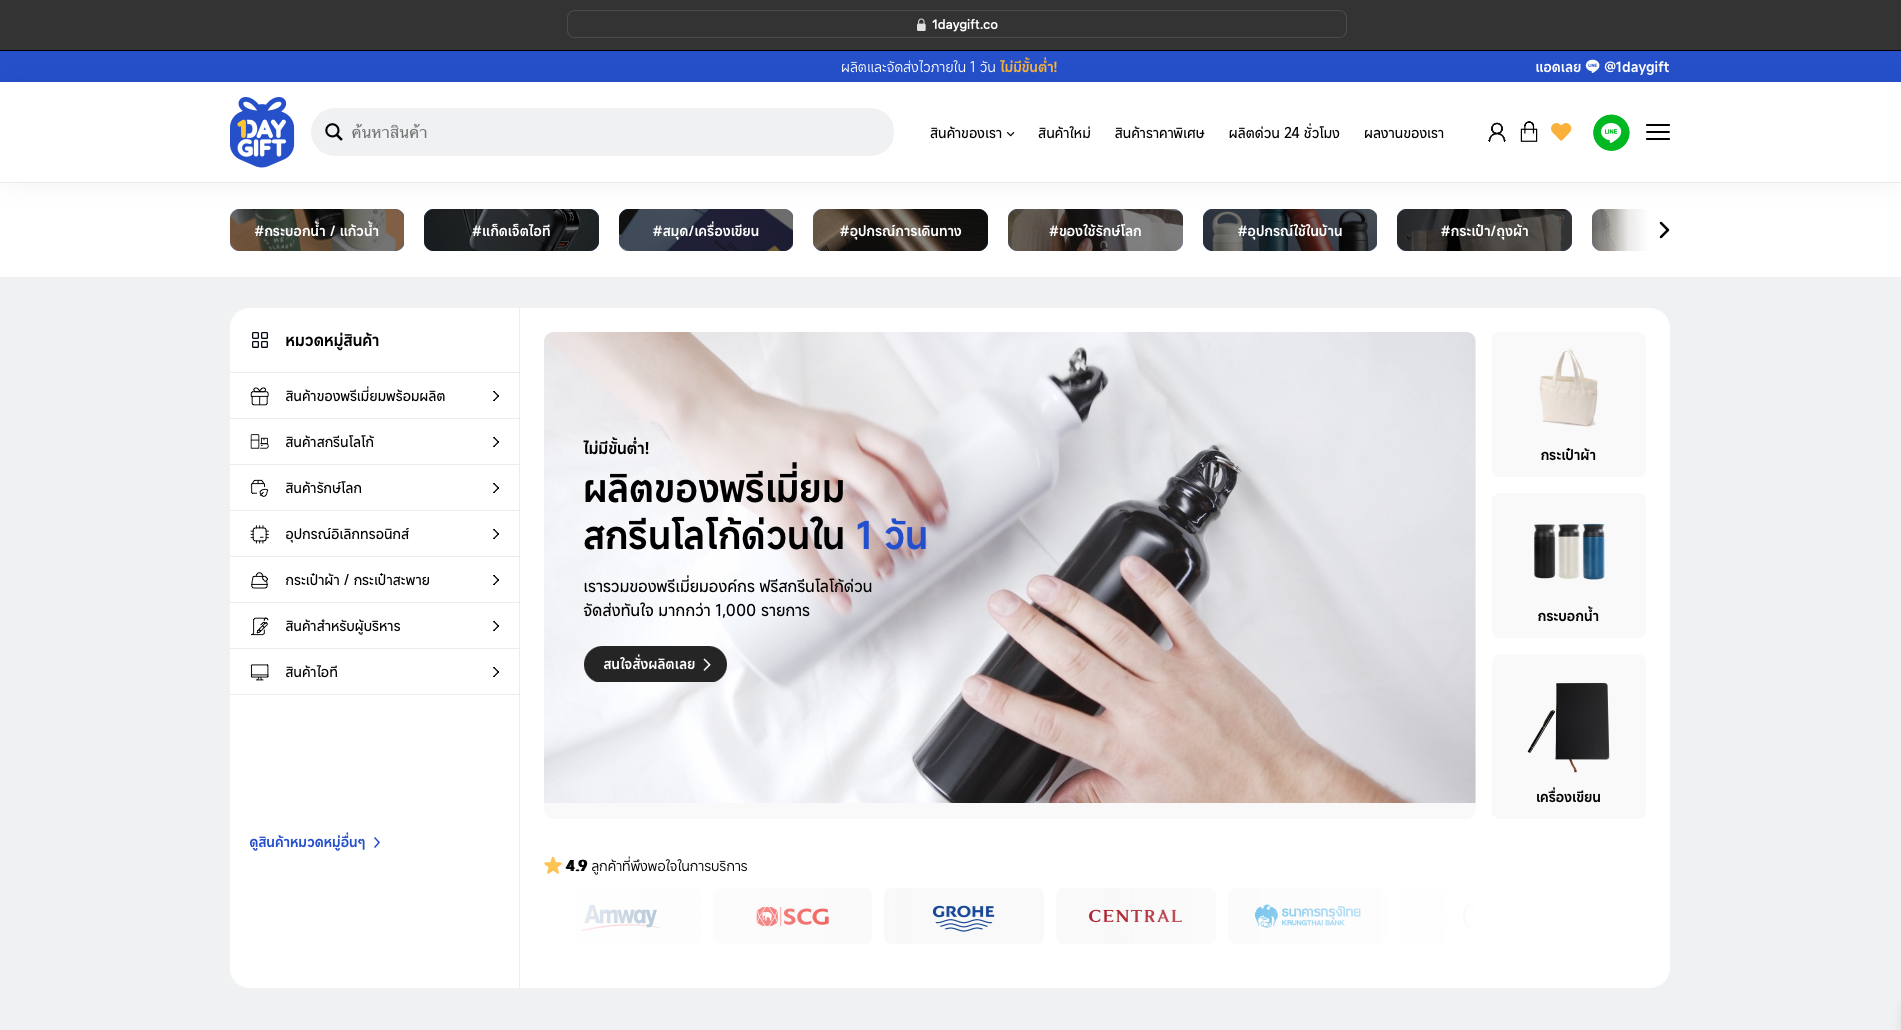 1daygift.co
ผลิตและจัดส่งไวภายใน 1 วัน ไม่มีขั้นต่ำ!
แอดเลย LINE @1daygift
1DAY
GIFT
ค้นหาสินค้า
สินค้าของเรา
สินค้าใหม่
สินค้าราคาพิเศษ
ผลิตด่วน 24 ชั่วโมง
ผลงานของเรา
LINE
#กระบอกน้ำ / แก้วน้ำ
#แก็ดเจ็ตไอที
#สมุด/เครื่องเขียน
#อุปกรณ์การเดินทาง
#ของใช้รักษ์โลก
#อุปกรณ์ใช้ในบ้าน
#กระเป๋า/ถุงผ้า
หมวดหมู่สินค้า
สินค้าของพรีเมี่ยมพร้อมผลิต
สินค้าสกรีนโลโก้
สินค้ารักษ์โลก
อุปกรณ์อิเลิกทรอนิกส์
กระเป๋าผ้า / กระเป๋าสะพาย
สินค้าสำหรับผู้บริหาร
สินค้าไอที
ดูสินค้าหมวดหมู่อื่นๆ
ไม่มีขั้นต่ำ!
ผลิตของพรีเมี่ยม
สกรีนโลโก้ด่วนใน 1 วัน
เรารวมของพรีเมี่ยมองค์กร ฟรีสกรีนโลโก้ด่วน
จัดส่งทันใจ มากกว่า 1,000 รายการ
สนใจสั่งผลิตเลย
กระเป๋าผ้า
กระบอกน้ำ
เครื่องเขียน
4.9 ลูกค้าที่พึงพอใจในการบริการ
Amway
SCG
GROHE
CENTRAL
ธนาคารกรุงไทย
KRUNGTHAI BANK